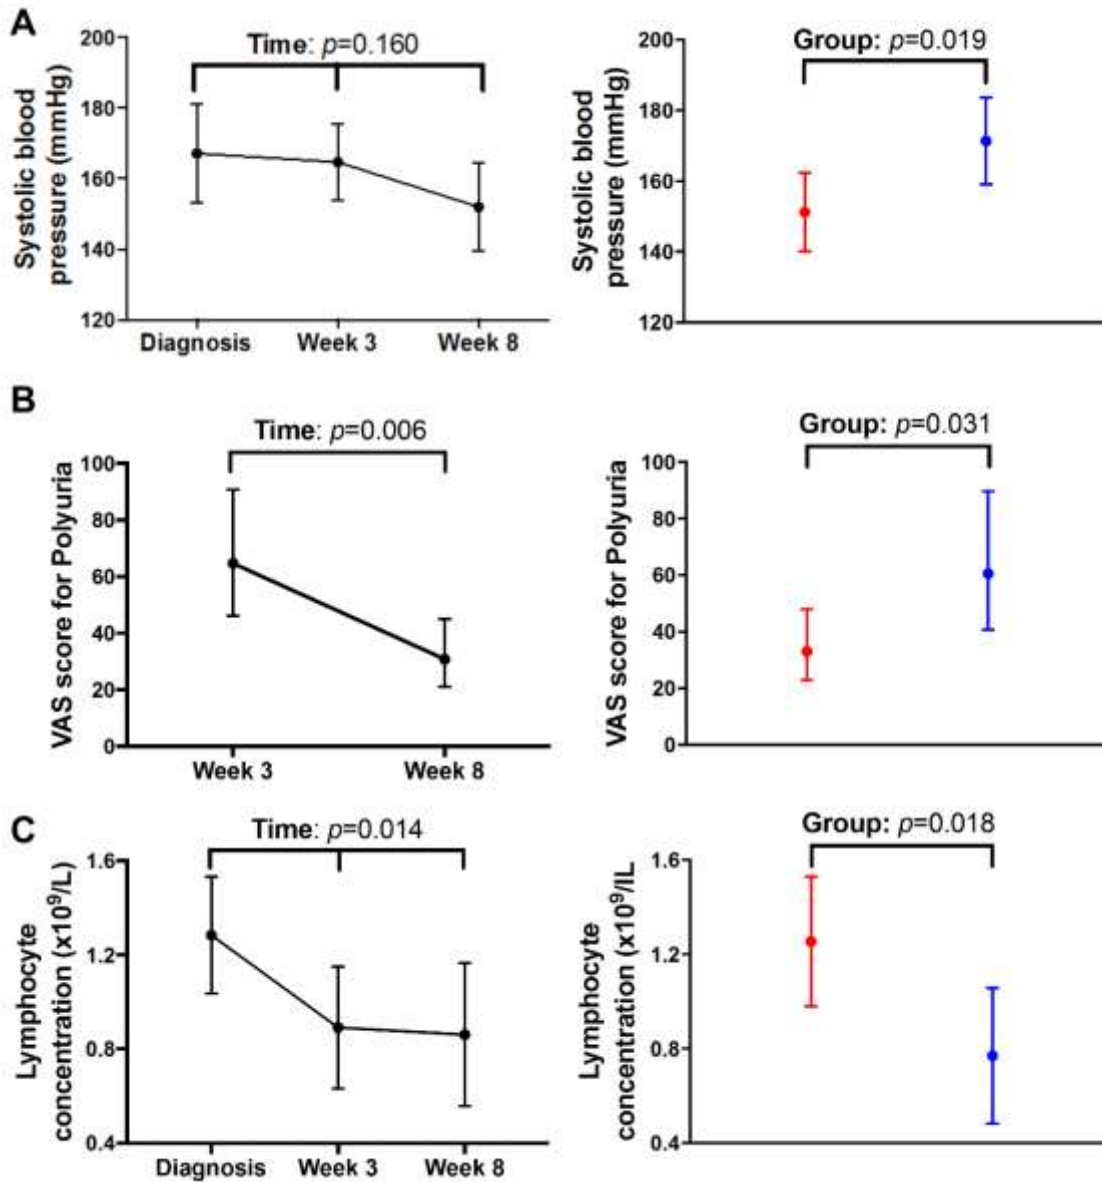 A
Time: p=0.160
Systolic blood
pressure (mmHg)
200
180
160
140
120
Diagnosis Week 3 Week 8
Group: p=0.019
Systolic blood
pressure (mmHg)
200
180
160
140
120
B
Time: p=0.006
VAS score for Polyuria
100
80
60
40
20
0
Week 3 Week 8
Group: p=0.031
VAS score for Polyuria
100
80
60
40
20
0
C
Time: p=0.014
Lymphocyte
concentration (x10⁹/L)
1.6
1.2
0.8
0.4
Diagnosis Week 3 Week 8
Group: p=0.018
Lymphocyte
concentration (x10⁹/IL
1.6
1.2
0.8
0.4